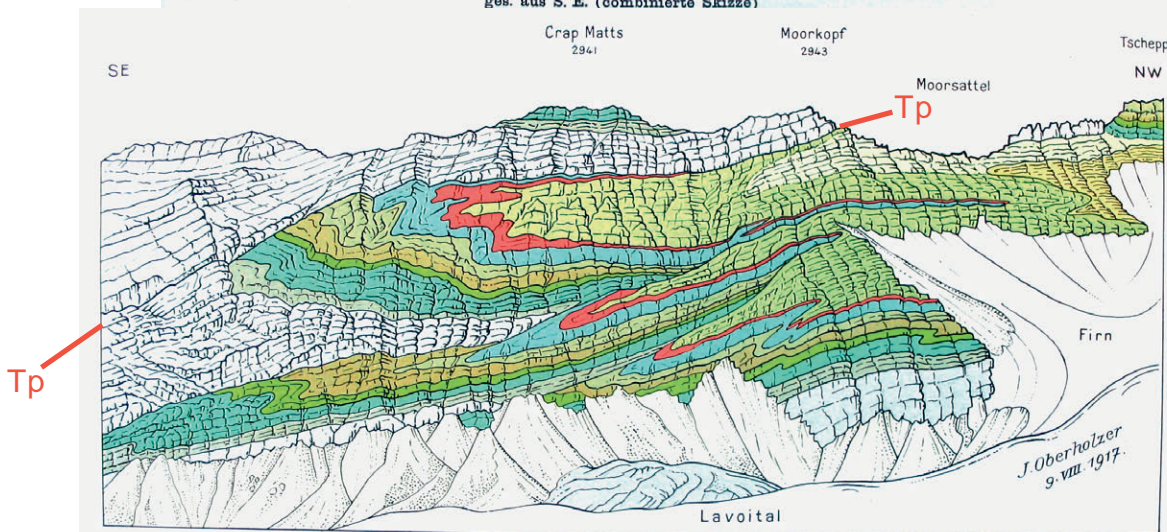 ges. aus S. E. (combinierte Skizze)
Crap Matts
2941
Moorkopf
2943
Tschepp
SE
NW
Moorsattel
Tp
Tp
Firn
J. Oberholzer
9. VIII. 1917.
Lavoital